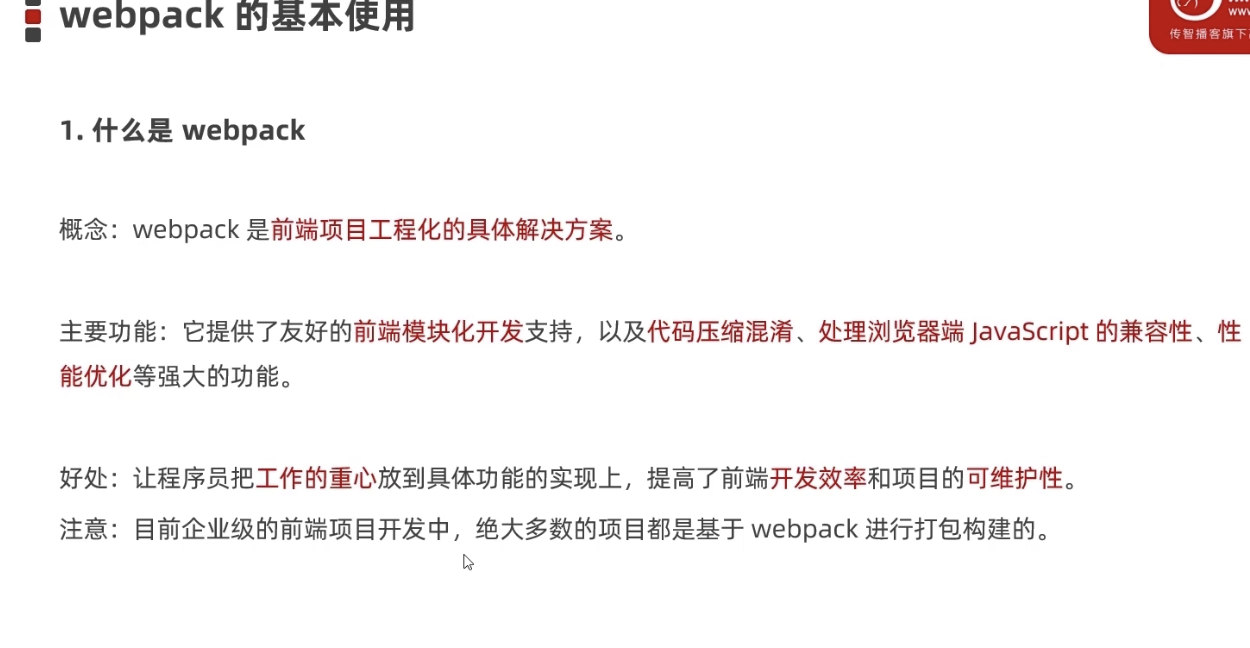 webpack 的基本使用
1. 什么是 webpack
概念：webpack 是前端项目工程化的具体解决方案。
主要功能：它提供了友好的前端模块化开发支持，以及代码压缩混淆、处理浏览器端 JavaScript 的兼容性、性
能优化等强大的功能。
好处：让程序员把工作的重心放到具体功能的实现上，提高了前端开发效率和项目的可维护性。
注意：目前企业级的前端项目开发中，绝大多数的项目都是基于 webpack 进行打包构建的。
传智播客旗下